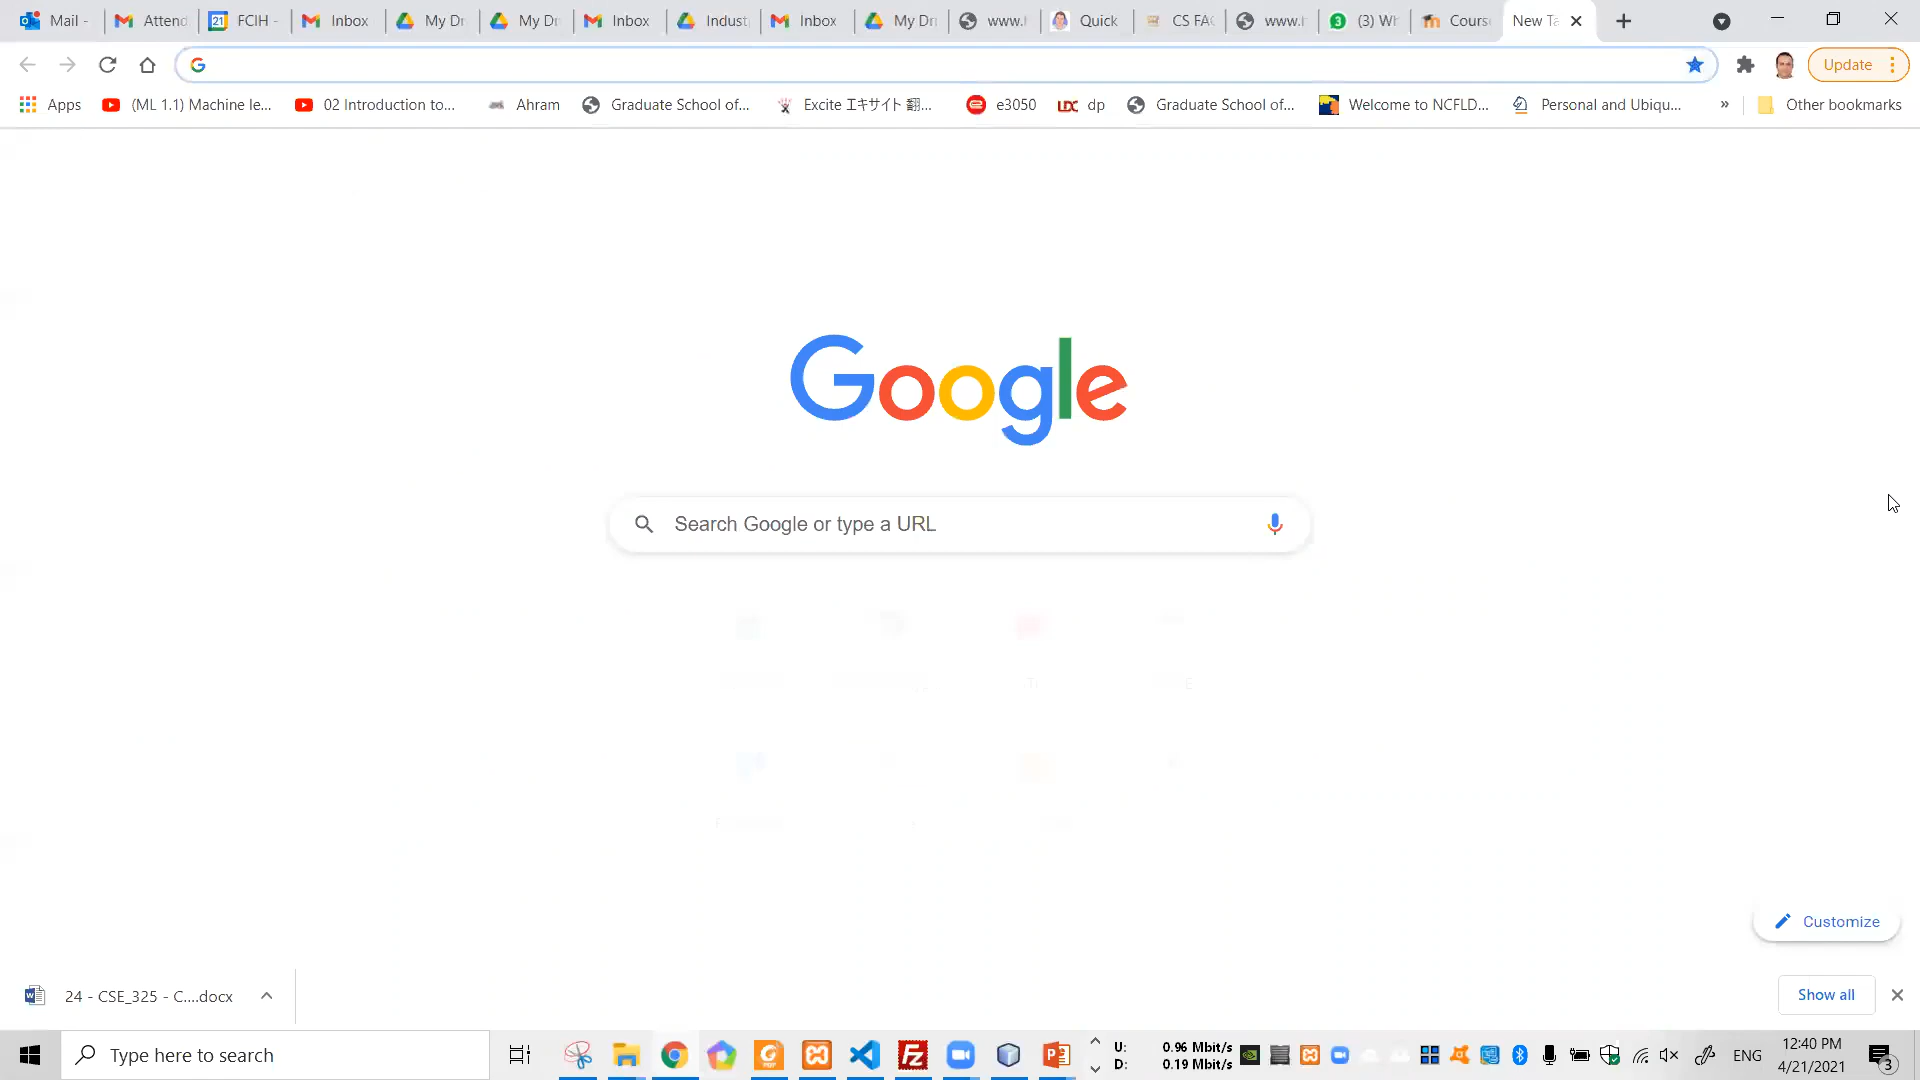 Mail -
Attend
FCIH -
Inbox
My Dr
My Dr
Inbox
Indust
Inbox
My Dri
www.h
Quick
CS FAC
www.h
(3) Wh
Cours
New Ta
Update
Apps
(ML 1.1) Machine le...
02 Introduction to...
Ahram
Graduate School of...
Excite エキサイト 翻...
e3050
dp
Graduate School of...
Welcome to NCFLD...
Personal and Ubiqu...
»
Other bookmarks
Google
Search Google or type a URL
Customize
24 - CSE_325 - C....docx
Show all
Type here to search
U: 0.96 Mbit/s
D: 0.19 Mbit/s
ENG
12:40 PM
4/21/2021
3